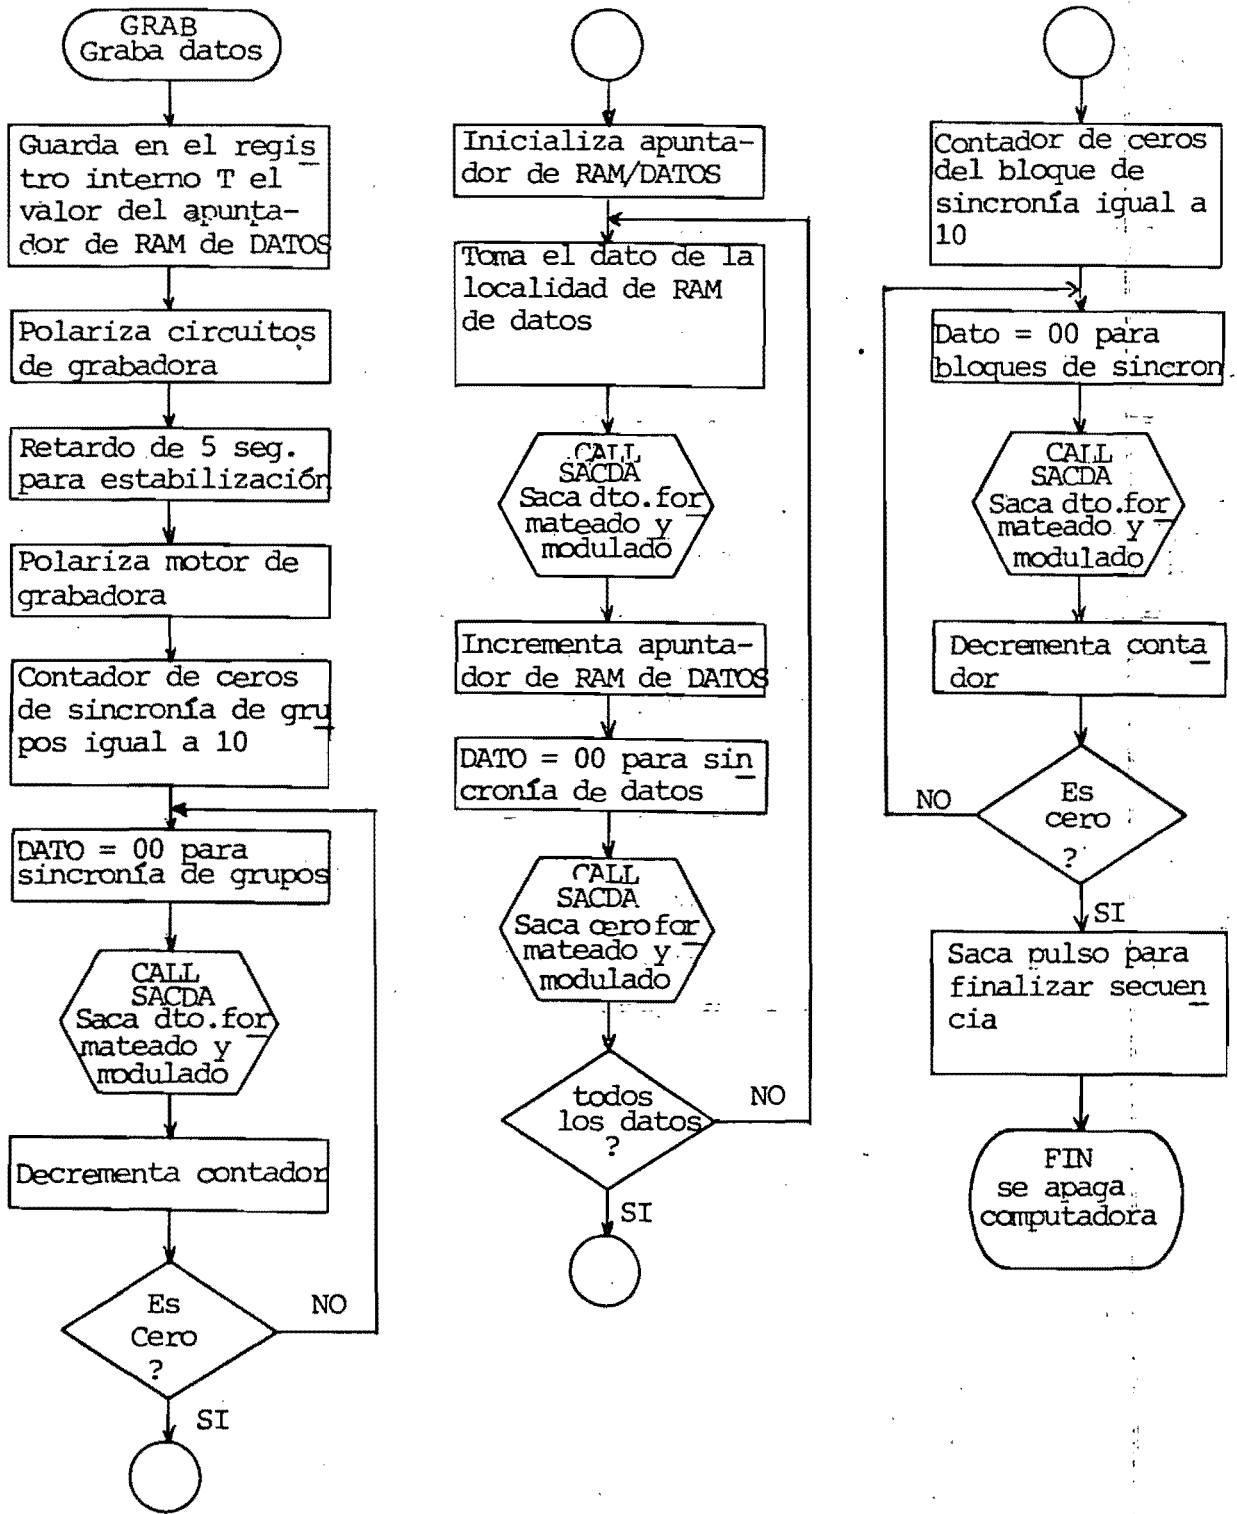 GRAB
Graba datos
Guarda en el regis
tro interno T el
valor del apunta-
dor de RAM de DATOS
Polariza circuitos
de grabadora
Retardo de 5 seg.
para estabilización
Polariza motor de
grabadora
Contador de ceros
de sincronía de gru
pos igual a 10
DATO = 00 para
sincronía de grupos
CALL
SACDA
Saca dto.for
mateado y
modulado
Decrementa contador
Es
Cero
?
NO
SI
Inicializa apunta-
dor de RAM/DATOS
Toma el dato de la
localidad de RAM
de datos
CALL
SACDA
Saca dto.for
mateado y
modulado
Incrementa apunta-
dor de RAM de DATOS
DATO = 00 para sin
cronía de datos
CALL
SACDA
Saca cero for
mateado y
modulado
todos
los datos
?
NO
SI
Contador de ceros
del bloque de
sincronía igual a
10
Dato = 00 para
bloques de sincron
CALL
SACDA
Saca dto.for
mateado y
modulado
Decrementa conta
dor
Es
cero
?
NO
SI
Saca pulso para
finalizar secuen
cia
FIN
se apaga
computadora